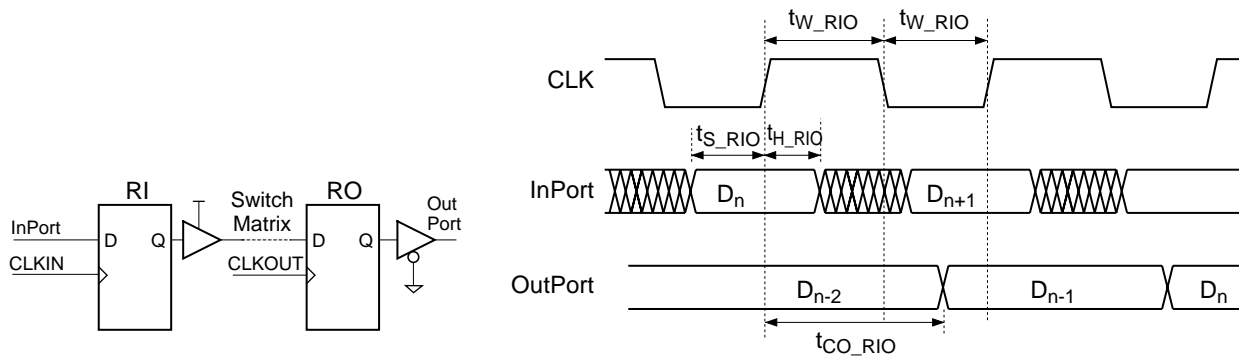 RI
RO
InPort
D
Q
Switch
Matrix
D
Q
Out
Port
CLKIN
CLKOUT
tW_RIO
tW_RIO
CLK
tS_RIO
tH_RIO
InPort
Dn
Dn+1
OutPort
Dn-2
Dn-1
Dn
tCO_RIO